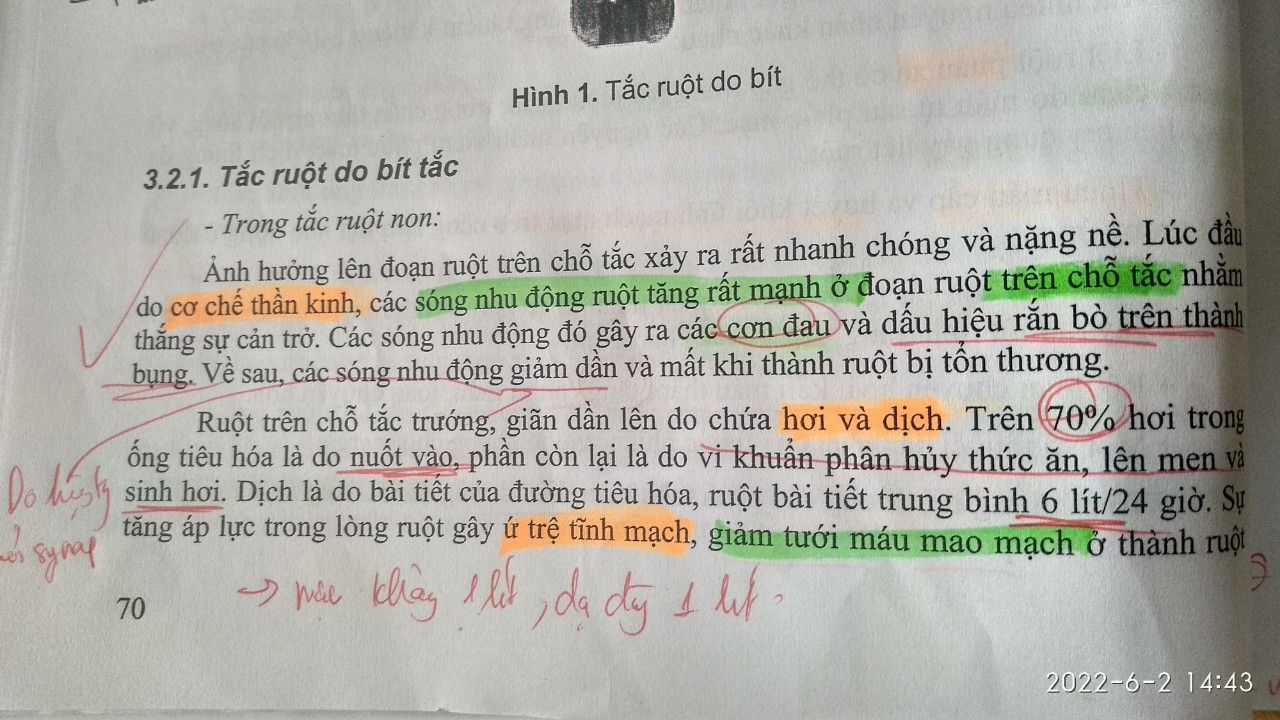 Hình 1. Tắc ruột do bít
3.2.1. Tắc ruột do bít tắc
- Trong tắc ruột non:
Ảnh hưởng lên đoạn ruột trên chỗ tắc xảy ra rất nhanh chóng và nặng nề. Lúc đầu
do cơ chế thần kinh, các sóng nhu động ruột tăng rất mạnh ở đoạn ruột trên chỗ tắc nhằm
thắng sự cản trở. Các sóng nhu động đó gây ra các cơn đau và dấu hiệu rắn bò trên thành
bụng. Về sau, các sóng nhu động giảm dần và mất khi thành ruột bị tổn thương.
Ruột trên chỗ tắc trướng, giãn dần lên do chứa hơi và dịch. Trên 70% hơi trong
ống tiêu hóa là do nuốt vào, phần còn lại là do vi khuẩn phân hủy thức ăn, lên men và
sinh hơi. Dịch là do bài tiết của đường tiêu hóa, ruột bài tiết trung bình 6 lít/24 giờ. Sự
tăng áp lực trong lòng ruột gây ứ trệ tĩnh mạch, giảm tưới máu mao mạch ở thành ruột
Do
synap
→ 1 lít, dạ dày 1 lít
70
2022-6-2 14:43